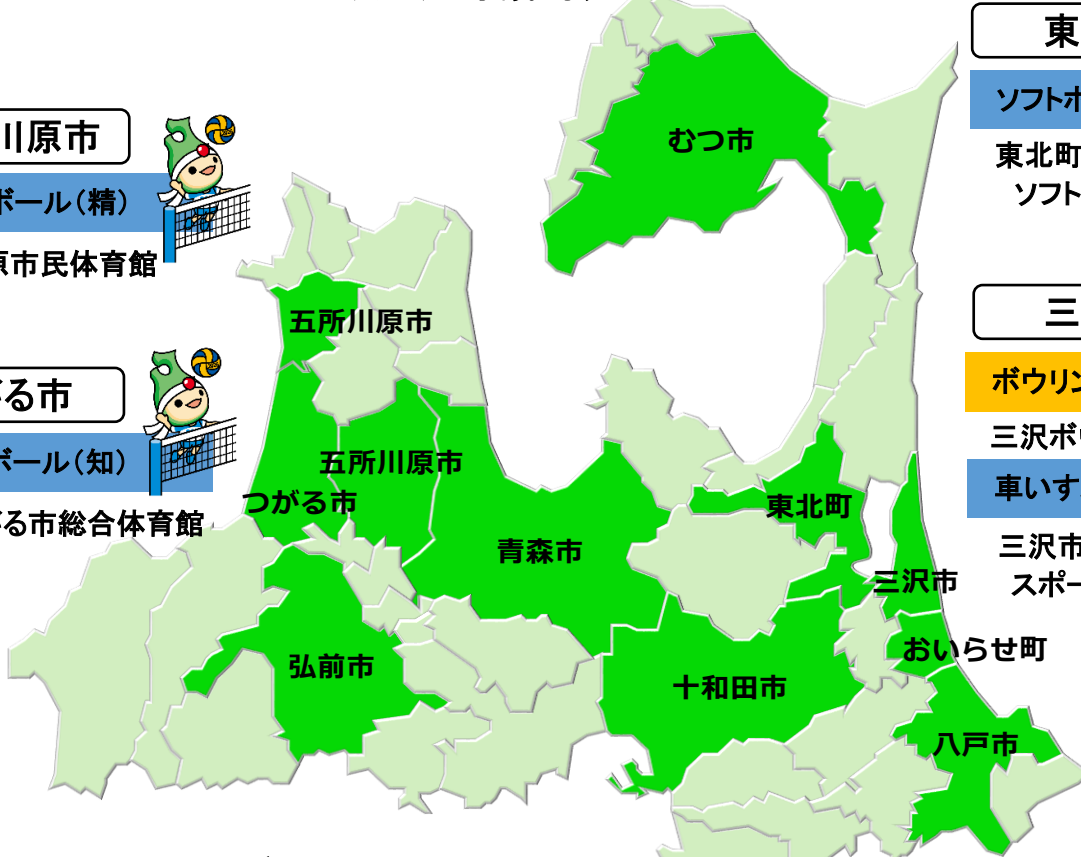 東
ソフトボ
東北町
ソフト
川原市
ボール（精）
原市民体育館
むつ市
三
ボウリン
三沢ボウ
車いす
三沢市
スポー
五所川原市
る市
ボール（知）
る市総合体育館
五所川原市
つがる市
東北町
青森市
三沢市
おいらせ町
弘前市
十和田市
八戸市